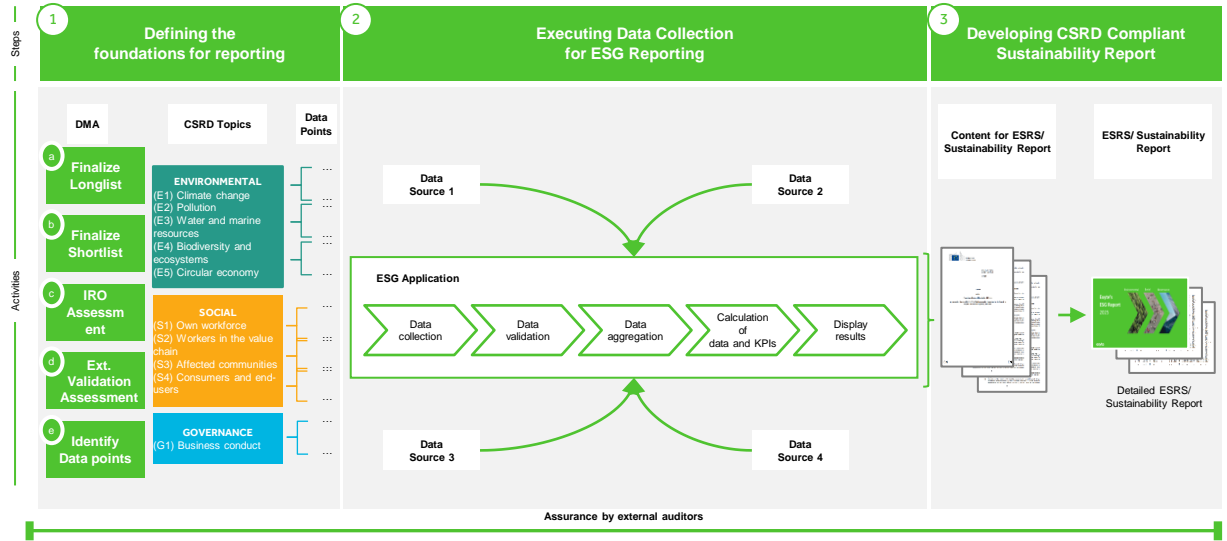 1
Defining the
foundations for reporting
2
Executing Data Collection
for ESG Reporting
3
Developing CSRD Compliant
Sustainability Report
Steps
Activities
DMA
CSRD Topics
Data
Points
a
Finalize
Longlist
b
Finalize
Shortlist
c
IRO
Assessm
ent
d
Ext.
Validation
Assessment
e
Identify
Data points
ENVIRONMENTAL
(E1) Climate change
(E2) Pollution
(E3) Water and marine
resources
(E4) Biodiversity and
ecosystems
(E5) Circular economy
...
...
...
...
...
...
SOCIAL
(S1) Own workforce
(S2) Workers in the value
chain
(S3) Affected communities
(S4) Consumers and end-
users
...
...
...
...
GOVERNANCE
(G1) Business conduct
...
...
Data
Source 1
Data
Source 2
ESG Application
Data
collection
Data
validation
Data
aggregation
Calculation
of
data and KPIs
Display
results
Data
Source 3
Data
Source 4
Content for ESRS/
Sustainability Report
ESRS/ Sustainability
Report
ESG Report
Detailed ESRS/
Sustainability Report
Assurance by external auditors